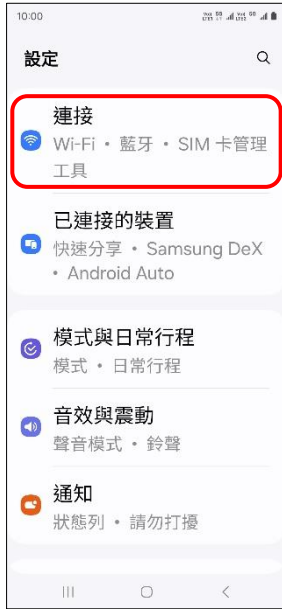 10:00
設定
連接
Wi-Fi • 藍牙 • SIM 卡管理
工具
已連接的裝置
快速分享 • Samsung DeX
• Android Auto
模式與日常行程
模式 • 日常行程
音效與震動
聲音模式 • 鈴聲
通知
狀態列 • 請勿打擾